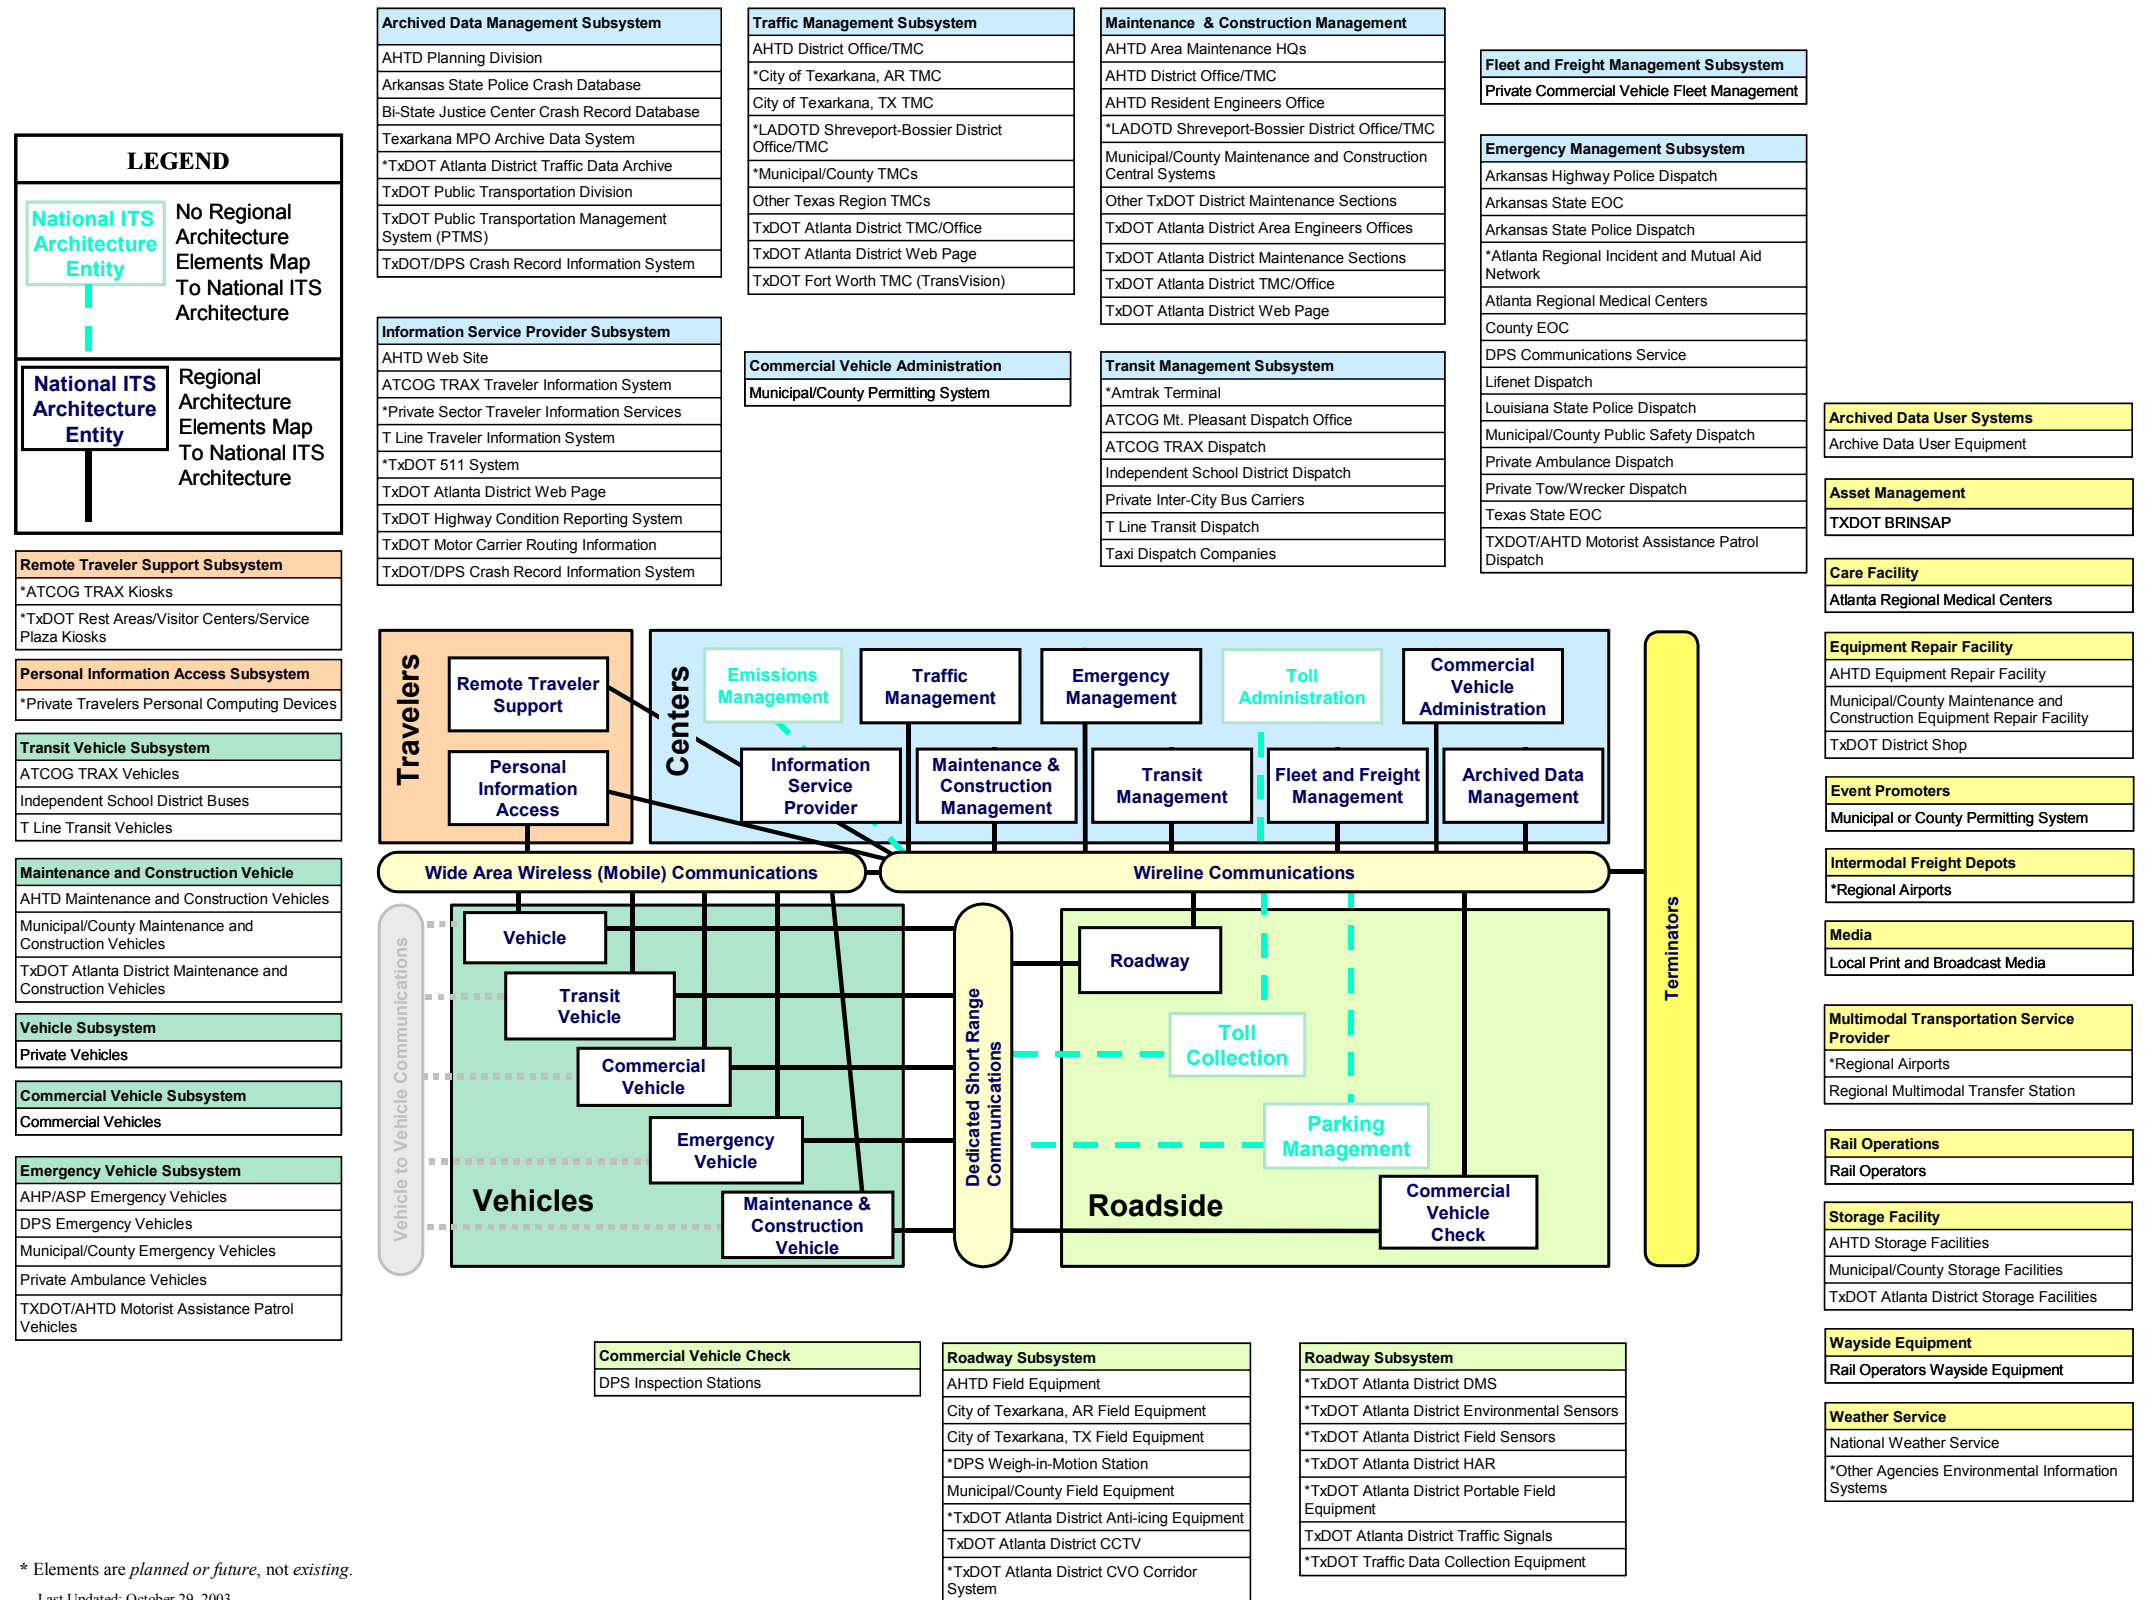 LEGEND
National ITS
Architecture
Entity
No Regional
Architecture
Elements Map
To National ITS
Architecture
National ITS
Architecture
Entity
Regional
Architecture
Elements Map
To National ITS
Architecture
Remote Traveler Support Subsystem
*ATCOG TRAX Kiosks
*TxDOT Rest Areas/Visitor Centers/Service
Plaza Kiosks
Personal Information Access Subsystem
*Private Travelers Personal Computing Devices
Transit Vehicle Subsystem
ATCOG TRAX Vehicles
Independent School District Buses
T Line Transit Vehicles
Maintenance and Construction Vehicle
AHTD Maintenance and Construction Vehicles
Municipal/County Maintenance and
Construction Vehicles
TxDOT Atlanta District Maintenance and
Construction Vehicles
Vehicle Subsystem
Private Vehicles
Commercial Vehicle Subsystem
Commercial Vehicles
Emergency Vehicle Subsystem
AHP/ASP Emergency Vehicles
DPS Emergency Vehicles
Municipal/County Emergency Vehicles
Private Ambulance Vehicles
TXDOT/AHTD Motorist Assistance Patrol
Vehicles
Archived Data Management Subsystem
AHTD Planning Division
Arkansas State Police Crash Database
Bi-State Justice Center Crash Record Database
Texarkana MPO Archive Data System
*TxDOT Atlanta District Traffic Data Archive
TxDOT Public Transportation Division
TxDOT Public Transportation Management
System (PTMS)
TxDOT/DPS Crash Record Information System
Information Service Provider Subsystem
AHTD Web Site
ATCOG TRAX Traveler Information System
*Private Sector Traveler Information Services
T Line Traveler Information System
*TxDOT 511 System
TxDOT Atlanta District Web Page
TxDOT Highway Condition Reporting System
TxDOT Motor Carrier Routing Information
TxDOT/DPS Crash Record Information System
Traffic Management Subsystem
AHTD District Office/TMC
*City of Texarkana, AR TMC
City of Texarkana, TX TMC
*LADOTD Shreveport-Bossier District
Office/TMC
*Municipal/County TMCs
Other Texas Region TMCs
TxDOT Atlanta District TMC/Office
TxDOT Atlanta District Web Page
TxDOT Fort Worth TMC (TransVision)
Commercial Vehicle Administration
Municipal/County Permitting System
Maintenance & Construction Management
AHTD Area Maintenance HQs
AHTD District Office/TMC
AHTD Resident Engineers Office
*LADOTD Shreveport-Bossier District Office/TMC
Municipal/County Maintenance and Construction
Central Systems
Other TxDOT District Maintenance Sections
TxDOT Atlanta District Area Engineers Offices
TxDOT Atlanta District Maintenance Sections
TxDOT Atlanta District TMC/Office
TxDOT Atlanta District Web Page
Transit Management Subsystem
*Amtrak Terminal
ATCOG Mt. Pleasant Dispatch Office
ATCOG TRAX Dispatch
Independent School District Dispatch
Private Inter-City Bus Carriers
T Line Transit Dispatch
Taxi Dispatch Companies
Fleet and Freight Management Subsystem
Private Commercial Vehicle Fleet Management
Emergency Management Subsystem
Arkansas Highway Police Dispatch
Arkansas State EOC
Arkansas State Police Dispatch
*Atlanta Regional Incident and Mutual Aid
Network
Atlanta Regional Medical Centers
County EOC
DPS Communications Service
Lifenet Dispatch
Louisiana State Police Dispatch
Municipal/County Public Safety Dispatch
Private Ambulance Dispatch
Private Tow/Wrecker Dispatch
Texas State EOC
TXDOT/AHTD Motorist Assistance Patrol
Dispatch
Archived Data User Systems
Archive Data User Equipment
Asset Management
TXDOT BRINSAP
Care Facility
Atlanta Regional Medical Centers
Equipment Repair Facility
AHTD Equipment Repair Facility
Municipal/County Maintenance and
Construction Equipment Repair Facility
TxDOT District Shop
Event Promoters
Municipal or County Permitting System
Intermodal Freight Depots
*Regional Airports
Media
Local Print and Broadcast Media
Multimodal Transportation Service
Provider
*Regional Airports
Regional Multimodal Transfer Station
Rail Operations
Rail Operators
Storage Facility
AHTD Storage Facilities
Municipal/County Storage Facilities
TxDOT Atlanta District Storage Facilities
Wayside Equipment
Rail Operators Wayside Equipment
Weather Service
National Weather Service
*Other Agencies Environmental Information
Systems
Travelers
Remote Traveler
Support
Personal
Information
Access
Centers
Emissions
Management
Traffic
Management
Emergency
Management
Toll
Administration
Commercial
Vehicle
Administration
Information
Service
Provider
Maintenance &
Construction
Management
Transit
Management
Fleet and Freight
Management
Archived Data
Management
Wide Area Wireless (Mobile) Communications
Wireline Communications
Terminators
Vehicle to Vehicle Communications
Vehicle
Transit
Vehicle
Commercial
Vehicle
Emergency
Vehicle
Maintenance &
Construction
Vehicle
Vehicles
Dedicated Short Range
Communications
Roadway
Toll
Collection
Parking
Management
Commercial
Vehicle
Check
Roadside
Commercial Vehicle Check
DPS Inspection Stations
Roadway Subsystem
AHTD Field Equipment
City of Texarkana, AR Field Equipment
City of Texarkana, TX Field Equipment
*DPS Weigh-in-Motion Station
Municipal/County Field Equipment
*TxDOT Atlanta District Anti-icing Equipment
TxDOT Atlanta District CCTV
*TxDOT Atlanta District CVO Corridor
System
Roadway Subsystem
*TxDOT Atlanta District DMS
*TxDOT Atlanta District Environmental Sensors
*TxDOT Atlanta District Field Sensors
*TxDOT Atlanta District HAR
*TxDOT Atlanta District Portable Field
Equipment
TxDOT Atlanta District Traffic Signals
*TxDOT Traffic Data Collection Equipment
* Elements are planned or future, not existing.
Last Updated: October 29, 2003